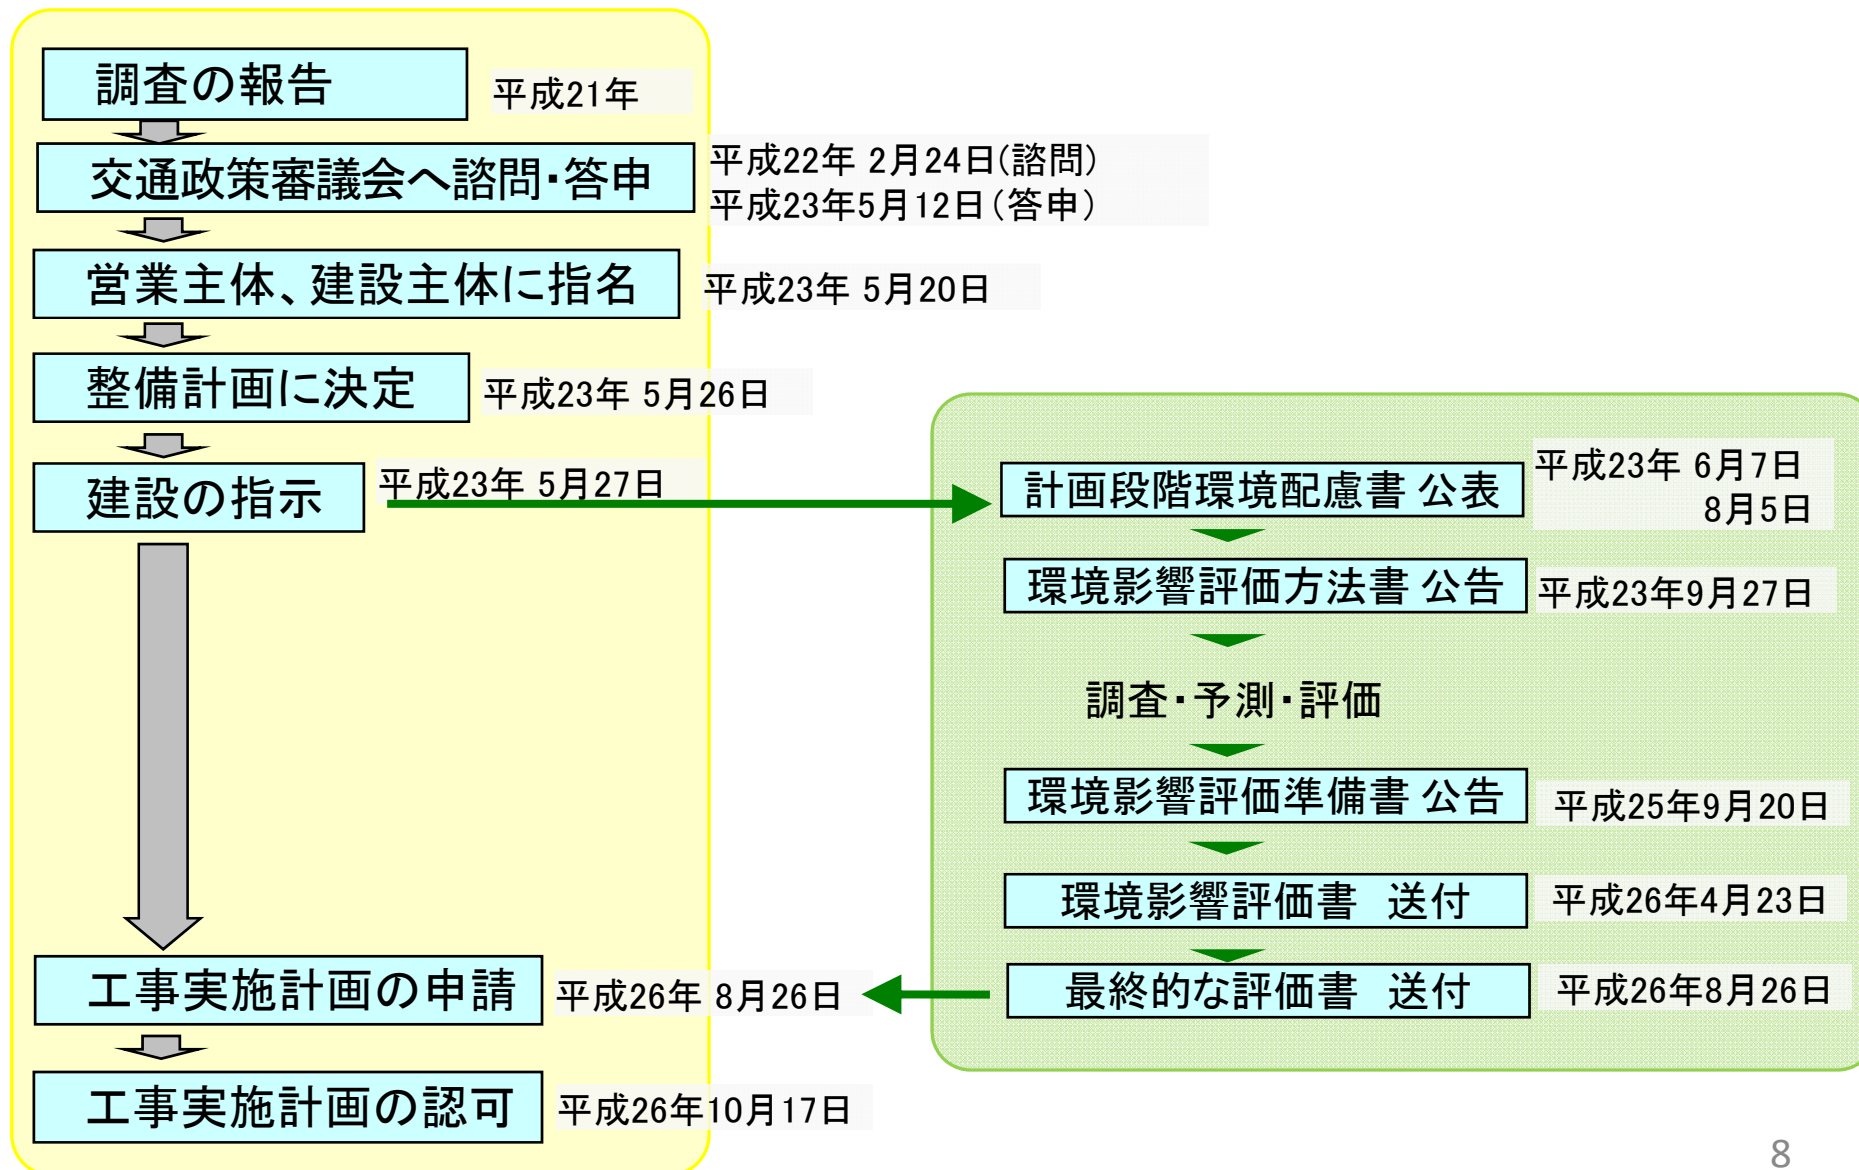 調査の報告
平成21年
交通政策審議会へ諮問・答申
平成22年 2月24日(諮問)
平成23年5月12日(答申)
営業主体、建設主体に指名
平成23年 5月20日
整備計画に決定
平成23年 5月26日
建設の指示
平成23年 5月27日
計画段階環境配慮書 公表
平成23年 6月7日
8月5日
環境影響評価方法書 公告
平成23年9月27日
調査・予測・評価
環境影響評価準備書 公告
平成25年9月20日
環境影響評価書 送付
平成26年4月23日
最終的な評価書 送付
平成26年8月26日
工事実施計画の申請
平成26年 8月26日
工事実施計画の認可
平成26年10月17日
8